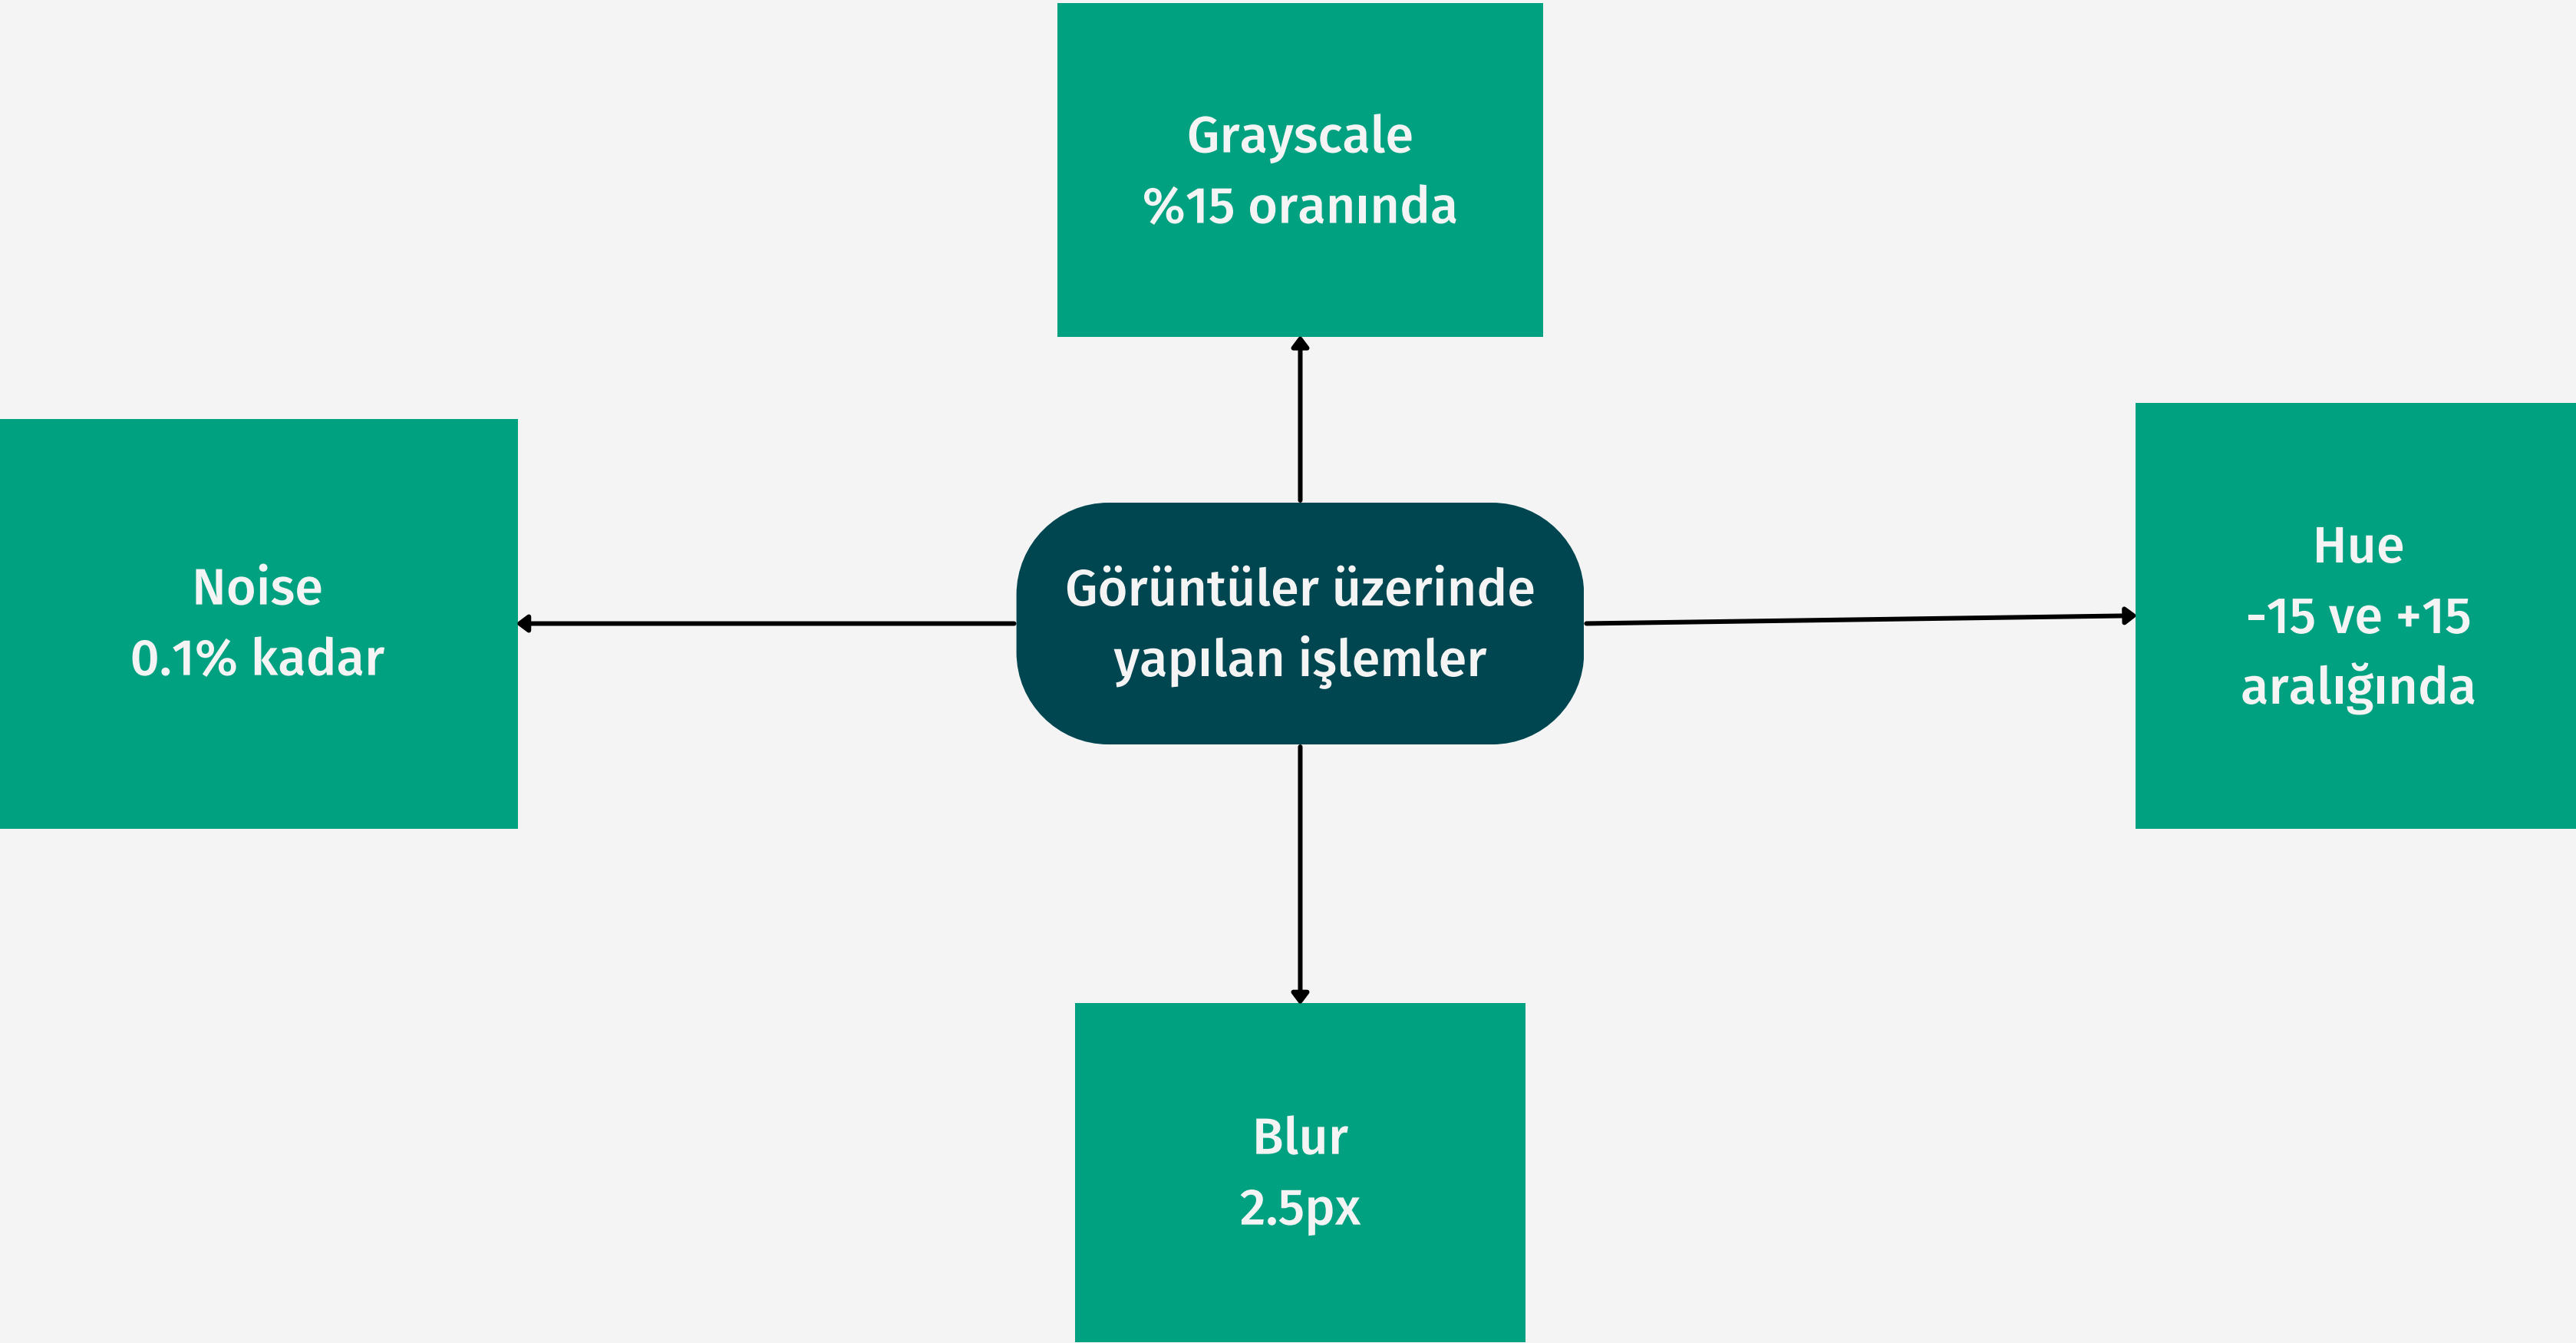 Grayscale
%15 oranında
Noise
0.1% kadar
Görüntüler üzerinde
yapılan işlemler
Hue
-15 ve +15
aralığında
Blur
2.5px